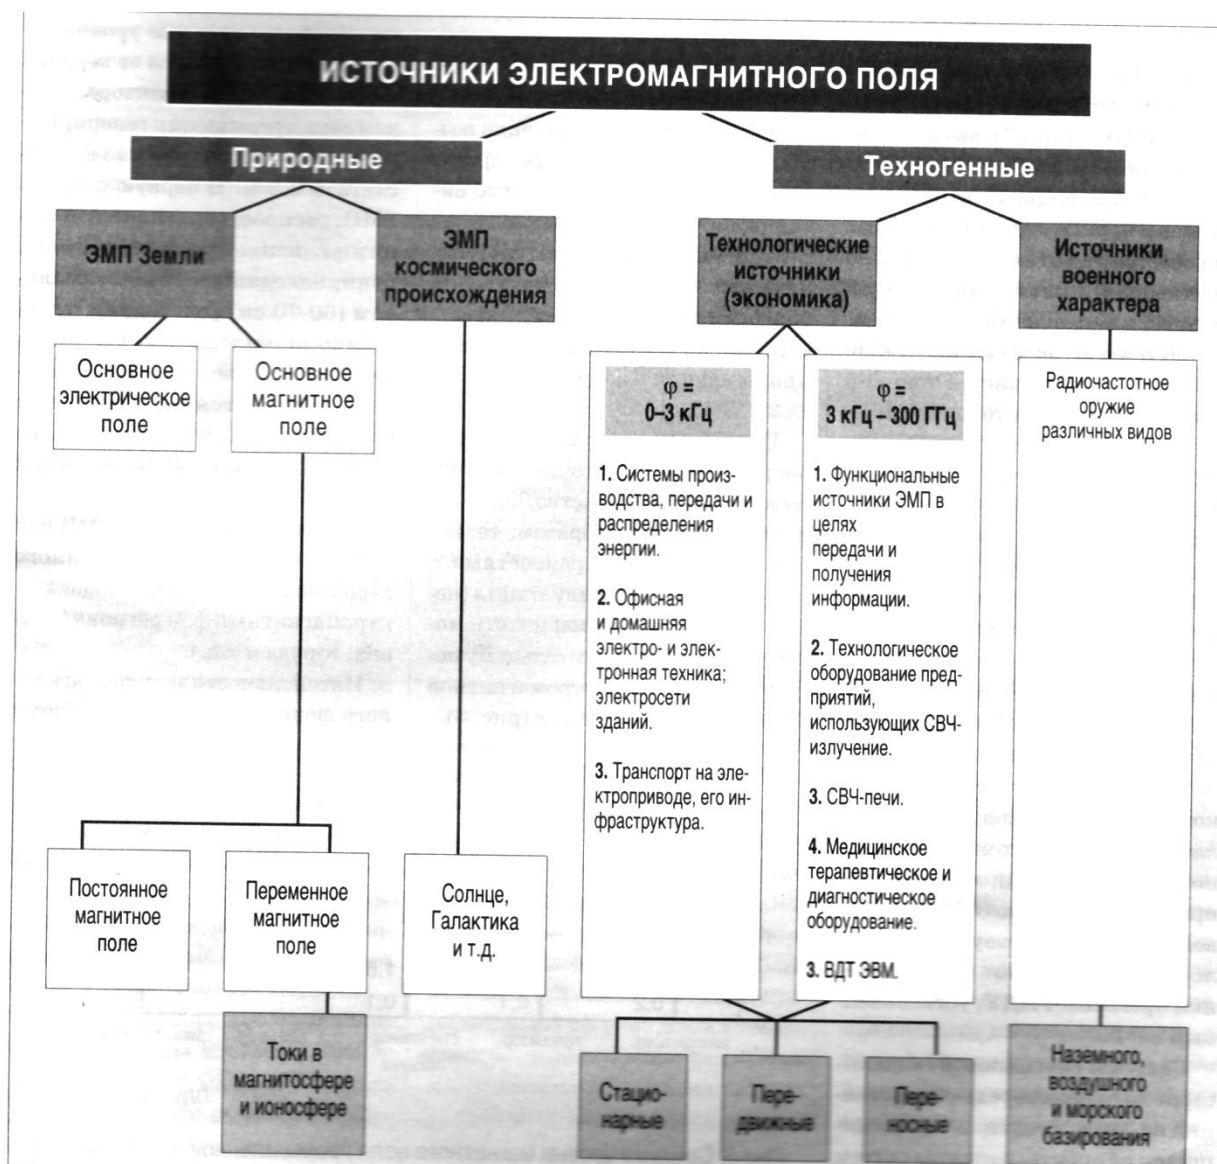 ИСТОЧНИКИ ЭЛЕКТРОМАГНИТНОГО ПОЛЯ
Природные
Техногенные
ЭМП Земли
ЭМП
космического
происхождения
Технологические
источники
(экономика)
Источники
военного
характера
Основное
электрическое
поле
Основное
магнитное
поле
φ =
0–3 кГц
1. Системы произ-
водства, передачи и
распределения
энергии.
2. Офисная
и домашняя
электро- и элек-
тронная техника;
электросети
зданий.
3. Транспорт на эле-
ктроприводе, его ин-
фраструктура.
φ =
3 кГц – 300 ГГц
1. Функциональные
источники ЭМП в
целях
передачи и
получения
информации.
2. Технологическое
оборудование пред-
приятий,
использующих СВЧ-
излучение.
3. СВЧ-печи.
4. Медицинское
терапевтическое и
диагностическое
оборудование.
3. ВДТ ЭВМ.
Радиочастотное
оружие
различных видов
Постоянное
магнитное
поле
Переменное
магнитное
поле
Солнце,
Галактика
и т.д.
Токи в
магнитосфере
и ионосфере
Стацио-
нарные
Пере-
движные
Пере-
носные
Наземного,
воздушного
и морского
базирования